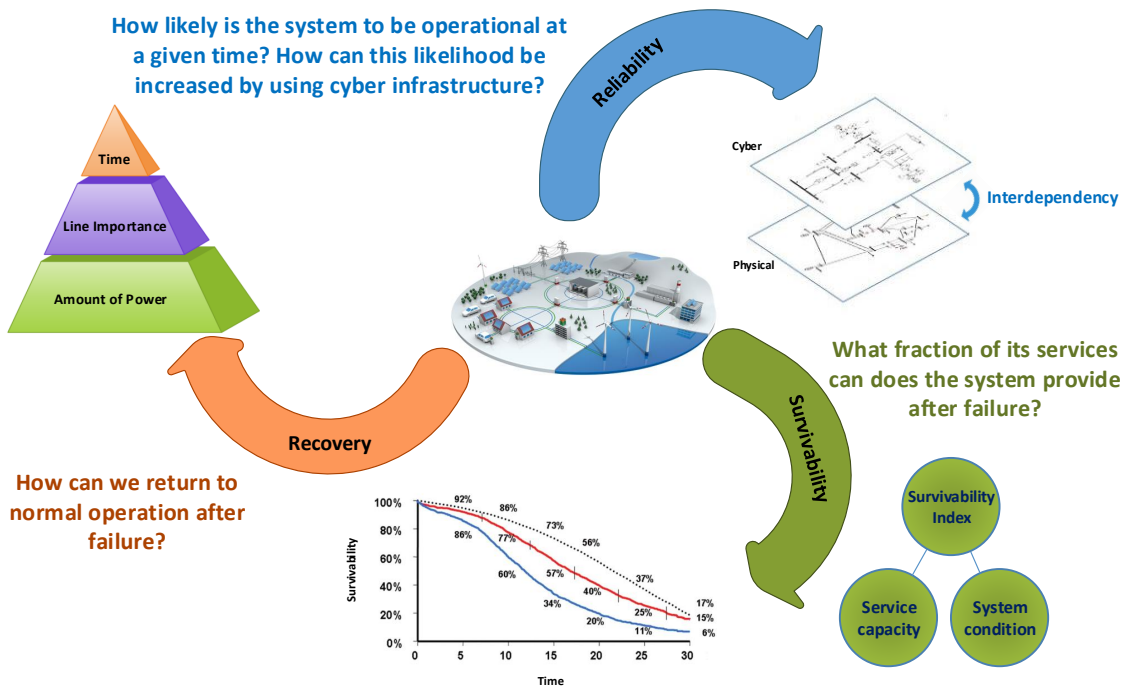 How likely is the system to be operational at
a given time? How can this likelihood be
increased by using cyber infrastructure?
Reliability
Time
Line Importance
Amount of Power
Cyber
Interdependency
Physical
What fraction of its services
can does the system provide
after failure?
Survivability
Recovery
How can we return to
normal operation after
failure?
Survivability
Index
Service
capacity
System
condition
Survivability
100%
80%
60%
40%
20%
0%
92%
86%
73%
56%
37%
17%
77%
57%
40%
25%
15%
86%
60%
34%
20%
11%
6%
0
5
10
15
20
25
30
Time